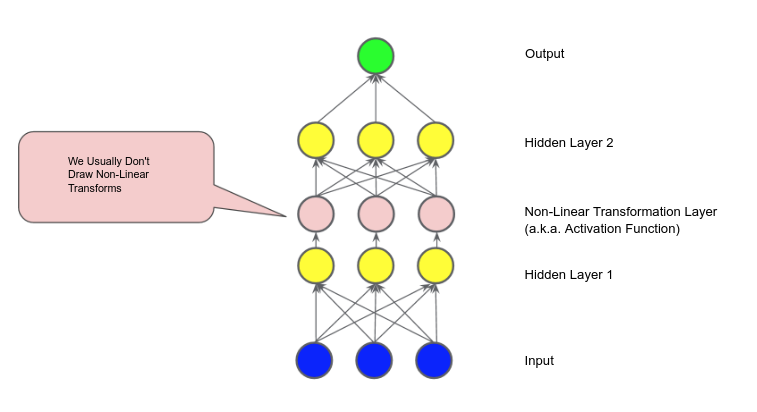 Output
Hidden Layer 2
We Usually Don't
Draw Non-Linear
Transforms
Non-Linear Transformation Layer
(a.k.a. Activation Function)
Hidden Layer 1
Input